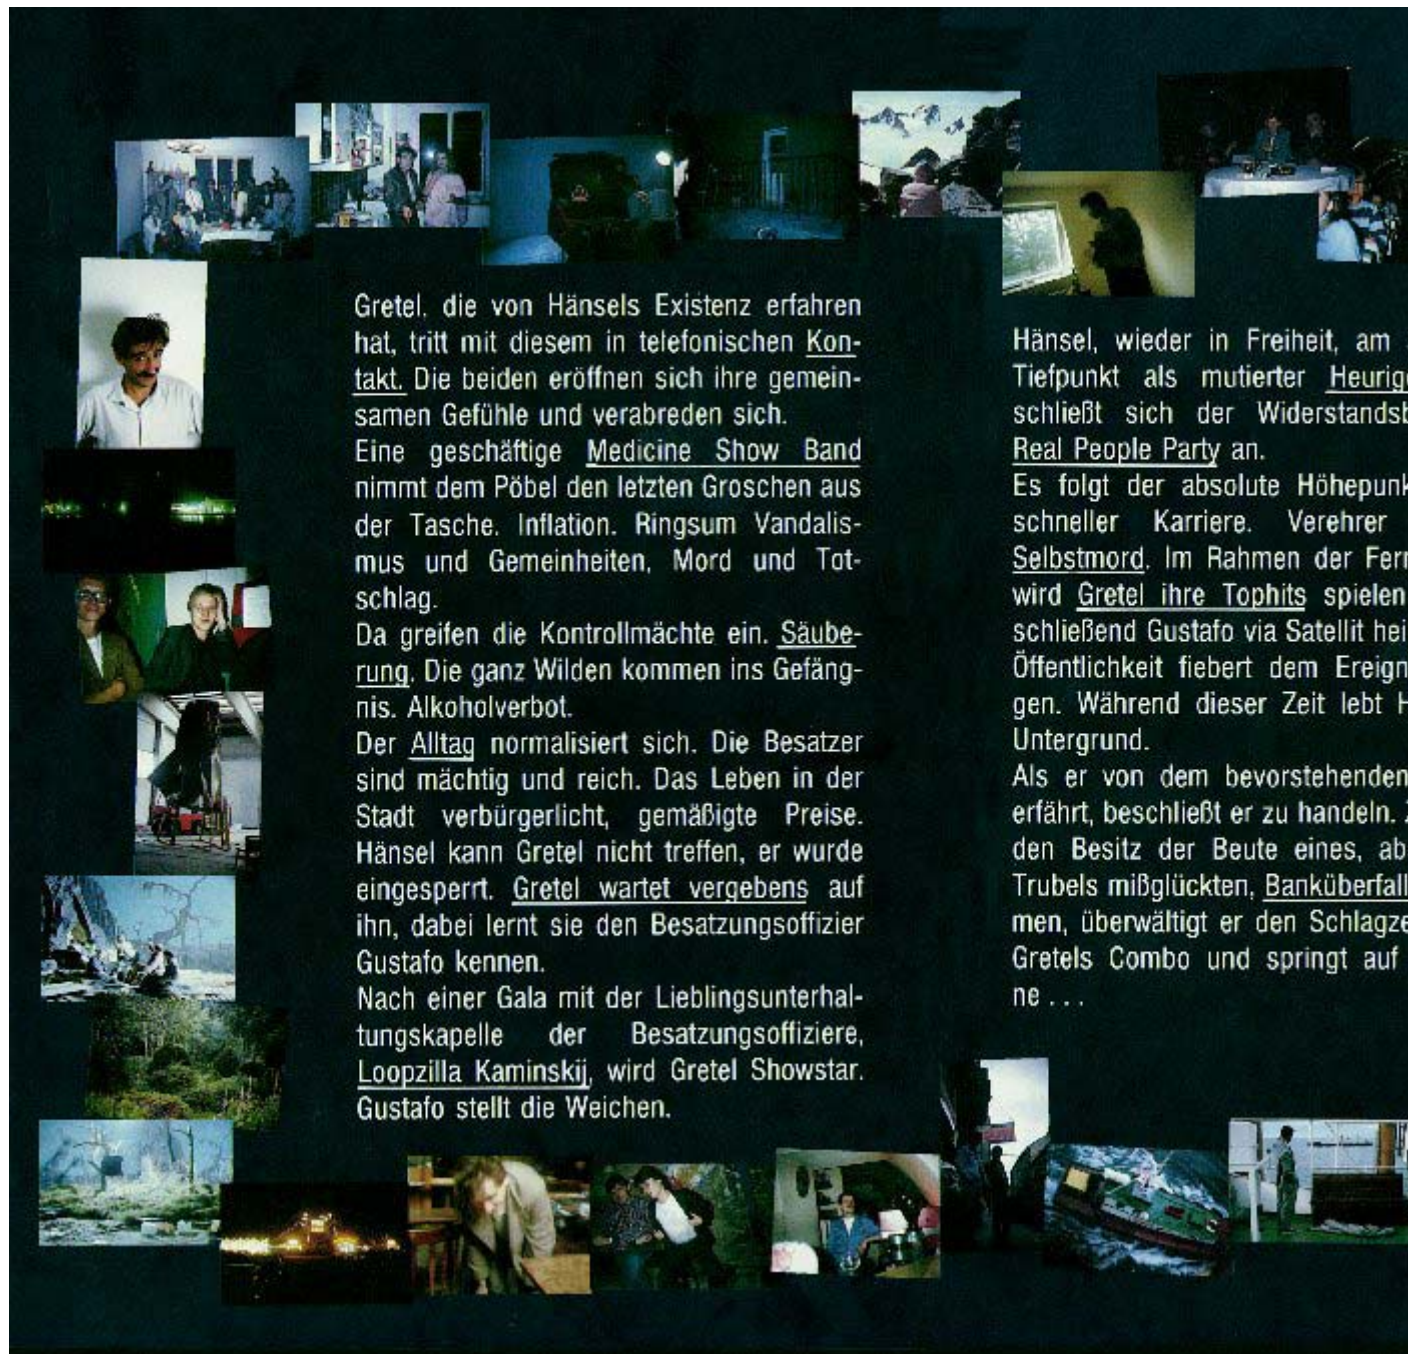 Gretel. die von Hänsels Existenz erfahren
hat, tritt mit diesem in telefonischen Kon-
takt. Die beiden eröffnen sich ihre gemein-
samen Gefühle und verabreden sich.
Eine geschäftige Medicine Show Band
nimmt dem Pöbel den letzten Groschen aus
der Tasche. Inflation. Ringsum Vandalis-
mus und Gemeinheiten, Mord und Tot-
schlag.
Da greifen die Kontrollmächte ein. Säube-
rung. Die ganz Wilden kommen ins Gefäng-
nis. Alkoholverbot.
Der Alltag normalisiert sich. Die Besatzer
sind mächtig und reich. Das Leben in der
Stadt verbürgerlicht, gemäßigte Preise.
Hänsel kann Gretel nicht treffen, er wurde
eingesperrt. Gretel wartet vergebens auf
ihn, dabei lernt sie den Besatzungsoffizier
Gustafo kennen.
Nach einer Gala mit der Lieblingsunterhal-
tungskapelle der Besatzungsoffiziere,
Loopzilla Kaminskij, wird Gretel Showstar.
Gustafo stellt die Weichen.
Hänsel, wieder in Freiheit, am
Tiefpunkt als mutierter Heurige
schließt sich der Widerstandsb
Real People Party an.
Es folgt der absolute Höhepunk
schneller Karriere. Verehrer
Selbstmord. Im Rahmen der Fern
wird Gretel ihre Tophits spielen
schließend Gustafo via Satellit hei
Öffentlichkeit fiebert dem Ereign
gen. Während dieser Zeit lebt H
Untergrund.
Als er von dem bevorstehenden
erfährt, beschließt er zu handeln.
den Besitz der Beute eines, ab
Trubels mißglückten, Banküberfall
men, überwältigt er den Schlagze
Gretels Combo und springt auf
ne . . .